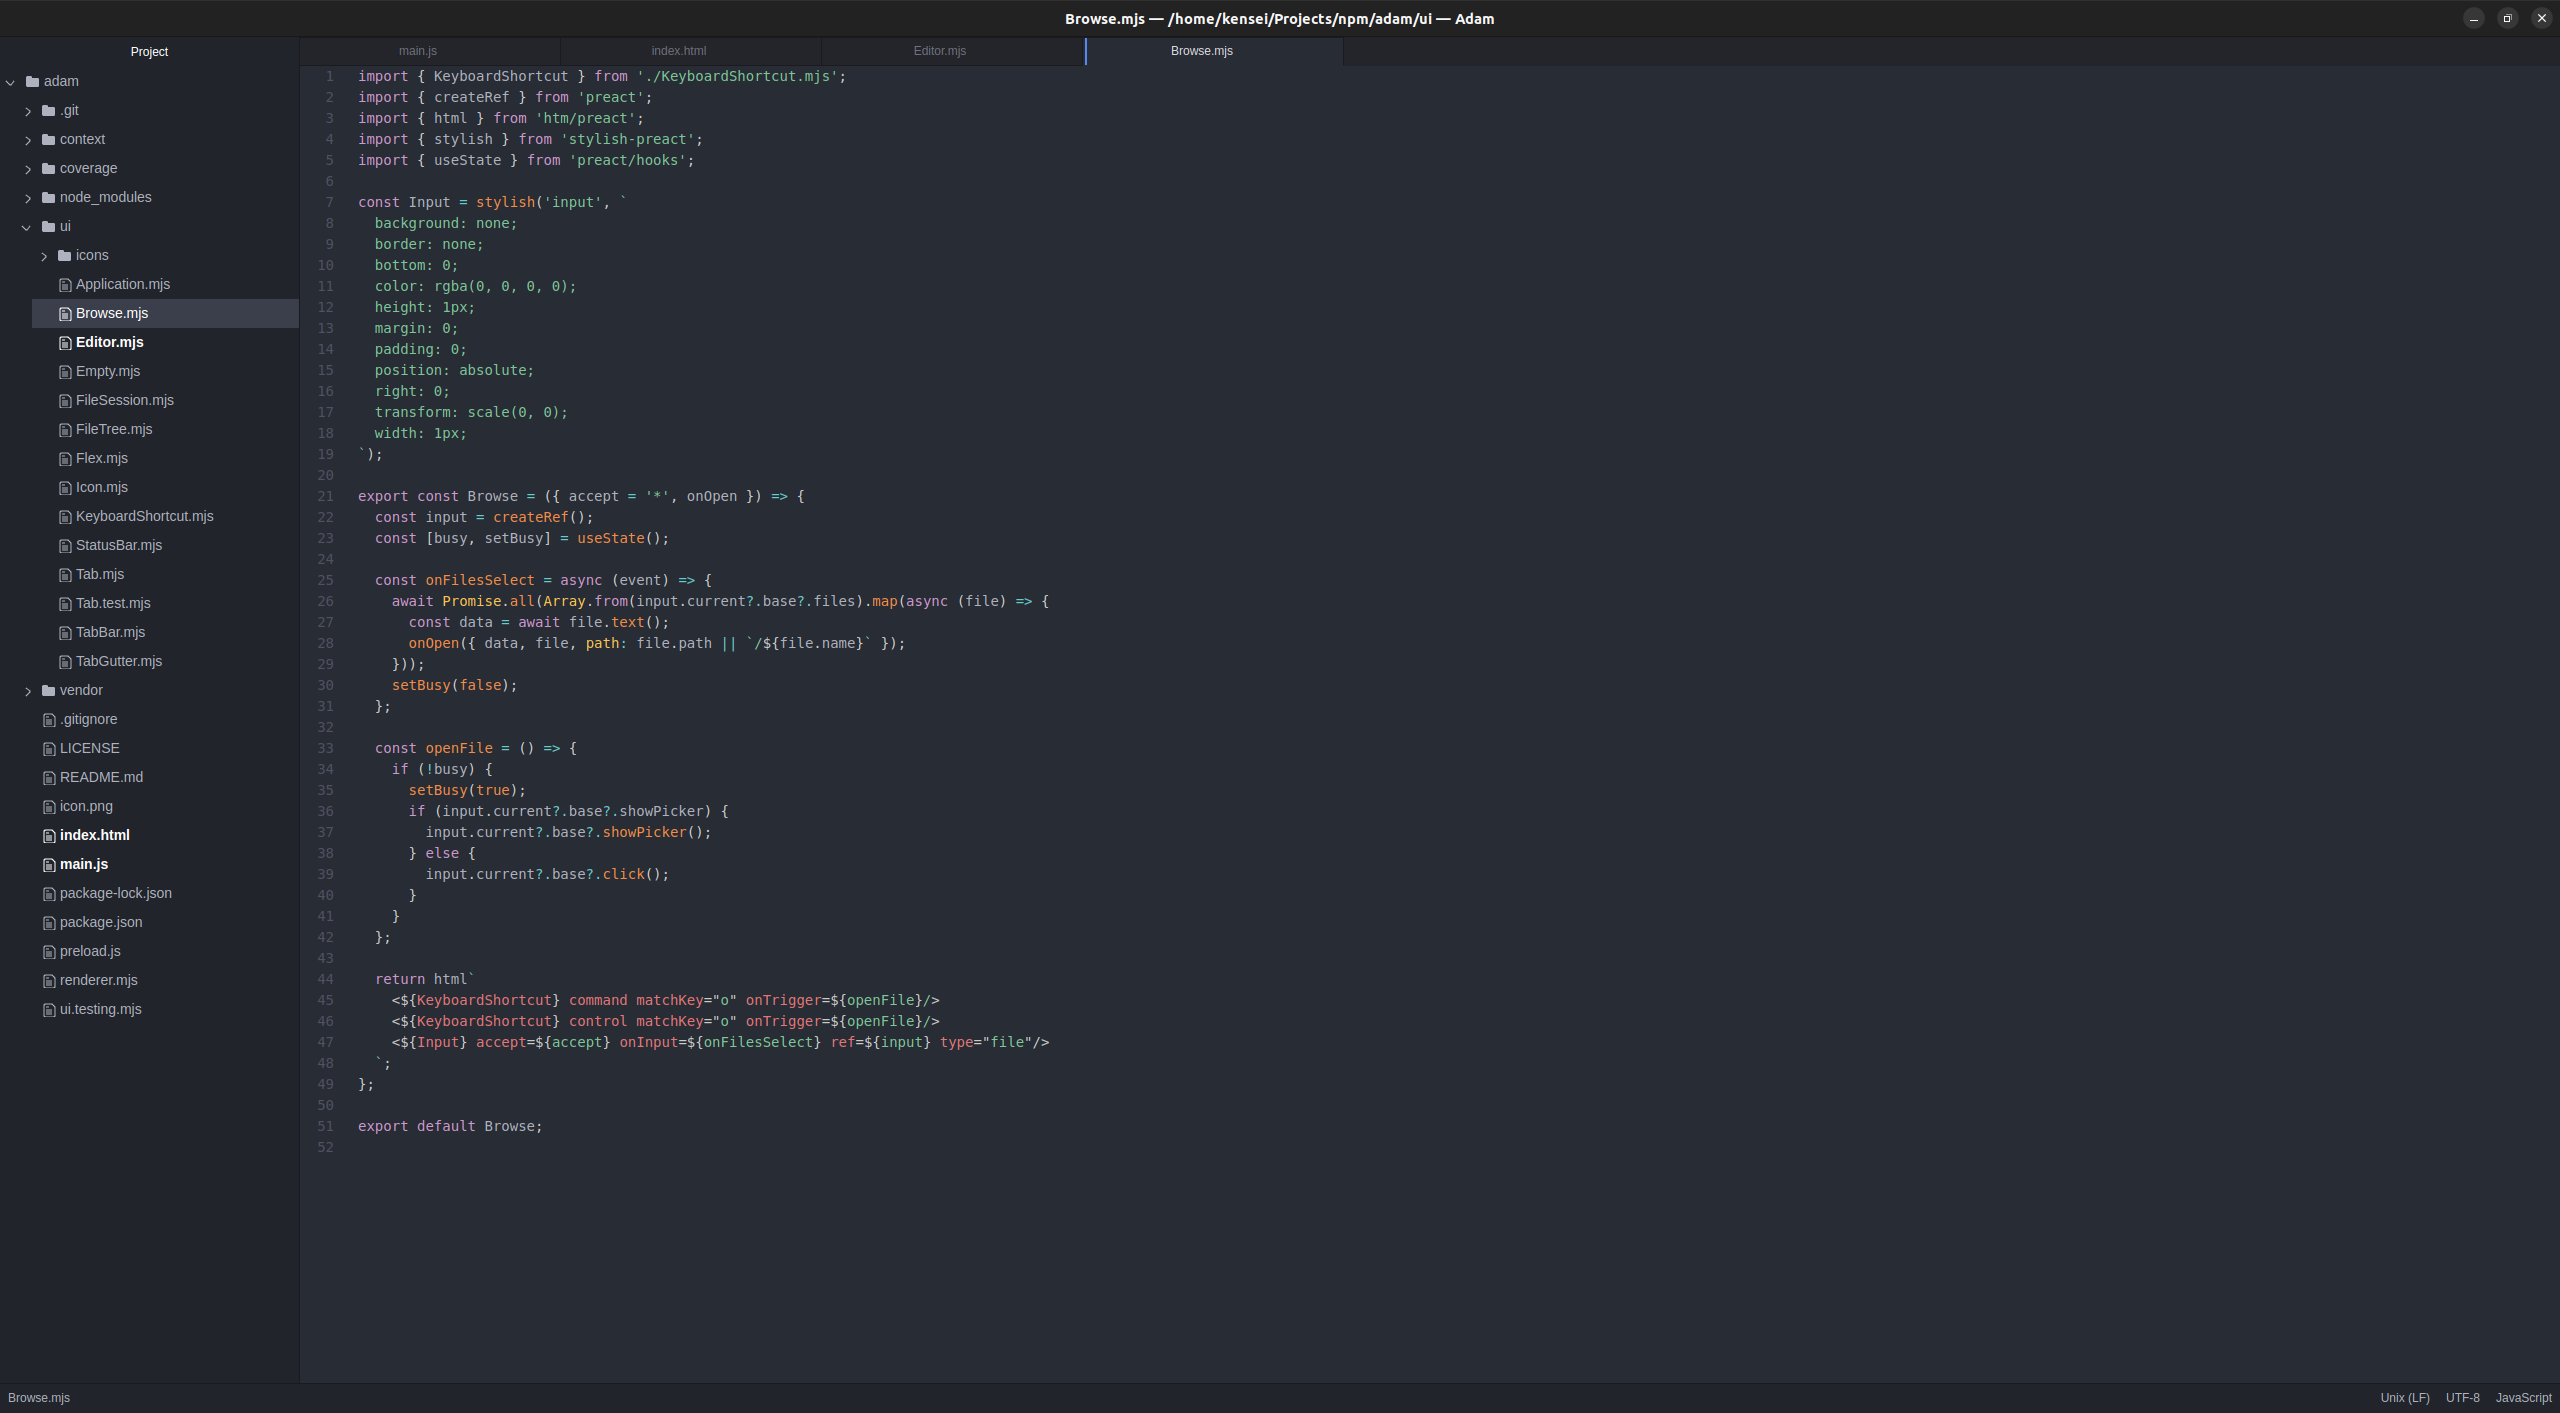 Browse.mjs — /home/kensei/Projects/npm/adam/ui — Adam
Project
adam
.git
context
coverage
node_modules
ui
icons
Application.mjs
Browse.mjs
Editor.mjs
Empty.mjs
FileSession.mjs
FileTree.mjs
Flex.mjs
Icon.mjs
KeyboardShortcut.mjs
StatusBar.mjs
Tab.mjs
Tab.test.mjs
TabBar.mjs
TabGutter.mjs
vendor
.gitignore
LICENSE
README.md
icon.png
index.html
main.js
package-lock.json
package.json
preload.js
renderer.mjs
ui.testing.mjs
main.js index.html Editor.mjs Browse.mjs
1 import { KeyboardShortcut } from './KeyboardShortcut.mjs';
2 import { createRef } from 'preact';
3 import { html } from 'htm/preact';
4 import { stylish } from 'stylish-preact';
5 import { useState } from 'preact/hooks';
6
7 const Input = stylish('input', `
8   background: none;
9   border: none;
10   bottom: 0;
11   color: rgba(0, 0, 0, 0);
12   height: 1px;
13   margin: 0;
14   padding: 0;
15   position: absolute;
16   right: 0;
17   transform: scale(0, 0);
18   width: 1px;
19 `);
20
21 export const Browse = ({ accept = '*', onOpen }) => {
22   const input = createRef();
23   const [busy, setBusy] = useState();
24
25   const onFilesSelect = async (event) => {
26     await Promise.all(Array.from(input.current?.base?.files).map(async (file) => {
27       const data = await file.text();
28       onOpen({ data, file, path: file.path || `/${file.name}` });
29     }));
30     setBusy(false);
31   };
32
33   const openFile = () => {
34     if (!busy) {
35       setBusy(true);
36       if (input.current?.base?.showPicker) {
37         input.current?.base?.showPicker();
38       } else {
39         input.current?.base?.click();
40       }
41     }
42   };
43
44   return html`
45     <${KeyboardShortcut} command matchKey="o" onTrigger=${openFile}/>
46     <${KeyboardShortcut} control matchKey="o" onTrigger=${openFile}/>
47     <${Input} accept=${accept} onInput=${onFilesSelect} ref=${input} type="file"/>
48   `;
49 };
50
51 export default Browse;
52
Browse.mjs
Unix (LF) UTF-8 JavaScript